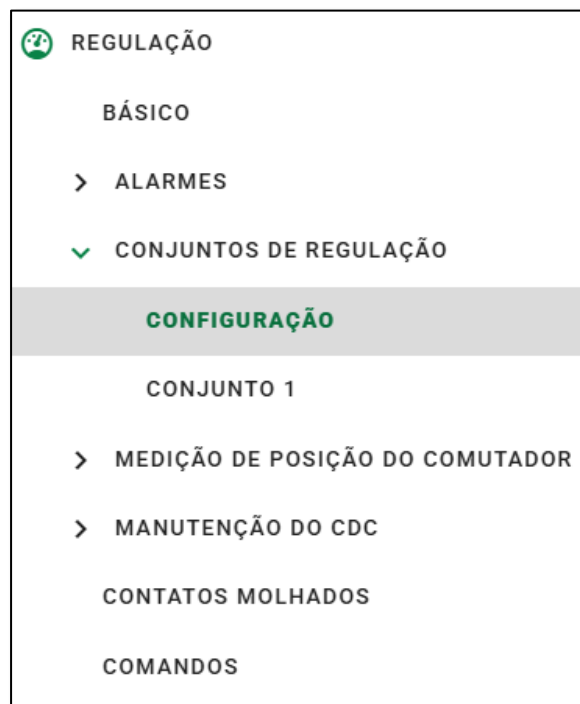 REGULAÇÃO
BÁSICO
ALARMES
CONJUNTOS DE REGULAÇÃO
CONFIGURAÇÃO
CONJUNTO 1
MEDIÇÃO DE POSIÇÃO DO COMUTADOR
MANUTENÇÃO DO CDC
CONTATOS MOLHADOS
COMANDOS